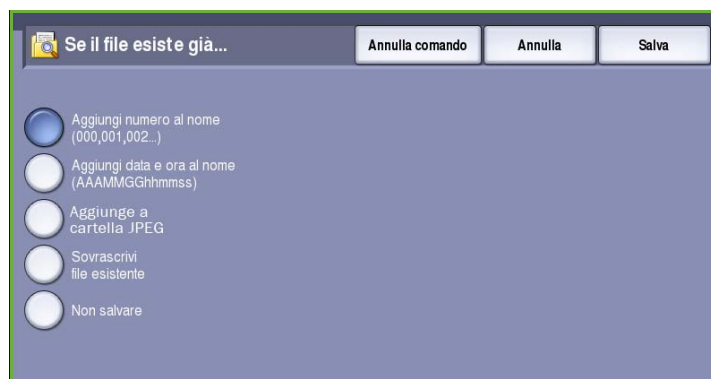 Se il file esiste già...
Annulla comando
Annulla
Salva
Aggiungi numero al nome
(000,001,002...)
Aggiungi data e ora al nome
(AAAMMGGhhmmss)
Aggiunge a
cartella JPEG
Sovrascrivi
file esistente
Non salvare